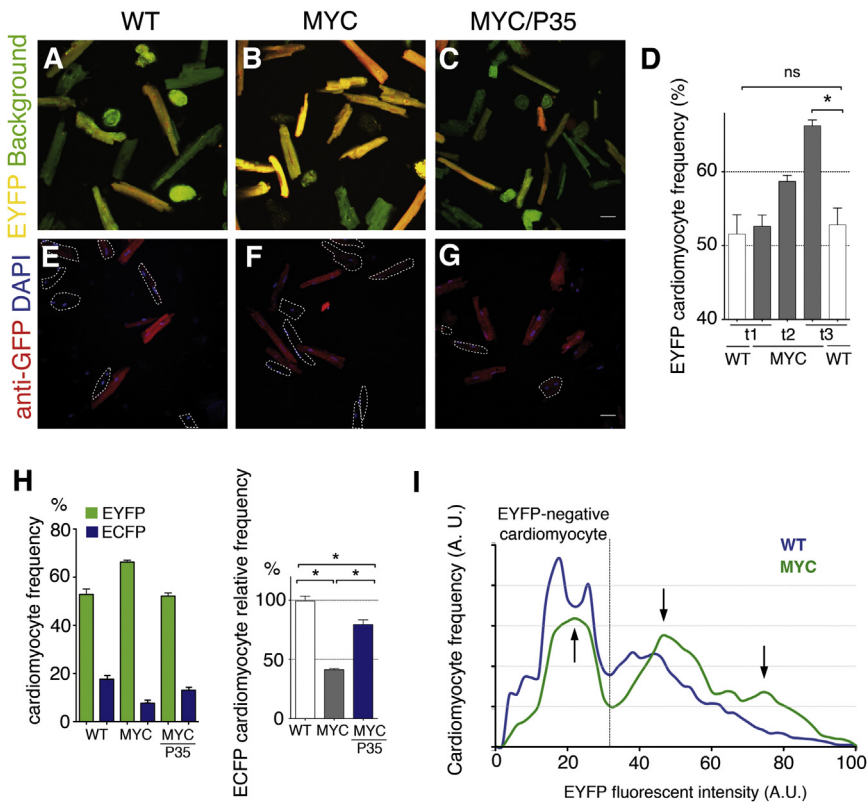 WT
MYC
MYC/P35
EYFP Background
A
B
C
anti-GFP DAPI
E
F
G
D
EYFP cardiomyocyte frequency (%)
ns
*
60
50
40
t1
t2
t3
WT
MYC
WT
H
%
cardiomyocyte frequency
EYFP
ECFP
80
60
40
20
0
WT
MYC
MYC
P35
ECFP cardiomyocyte relative frequency
%
*
*
*
100
50
0
WT
MYC
MYC
P35
I
Cardiomyocyte frequency (A. U.)
EYFP-negative
cardiomyocyte
WT
MYC
0
20
40
60
80
100
EYFP fluorescent intensity (A.U.)